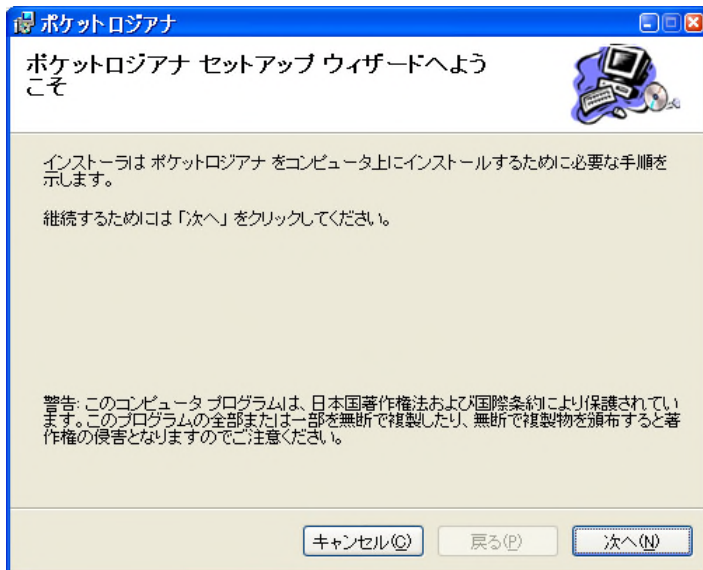 ポケットロジアナ
ポケットロジアナ セットアップ ウィザードへよう
こそ
インストーラは ポケットロジアナ をコンピュータ上にインストールするために必要な手順を
示します。
継続するためには「次へ」をクリックしてください。
警告: このコンピュータ プログラムは、日本国著作権法および国際条約により保護されてい
ます。このプログラムの全部または一部を無断で複製したり、無断で複製物を頒布すると著
作権の侵害となりますのでご注意ください。
キャンセル(C) 戻る(P) 次へ(N)